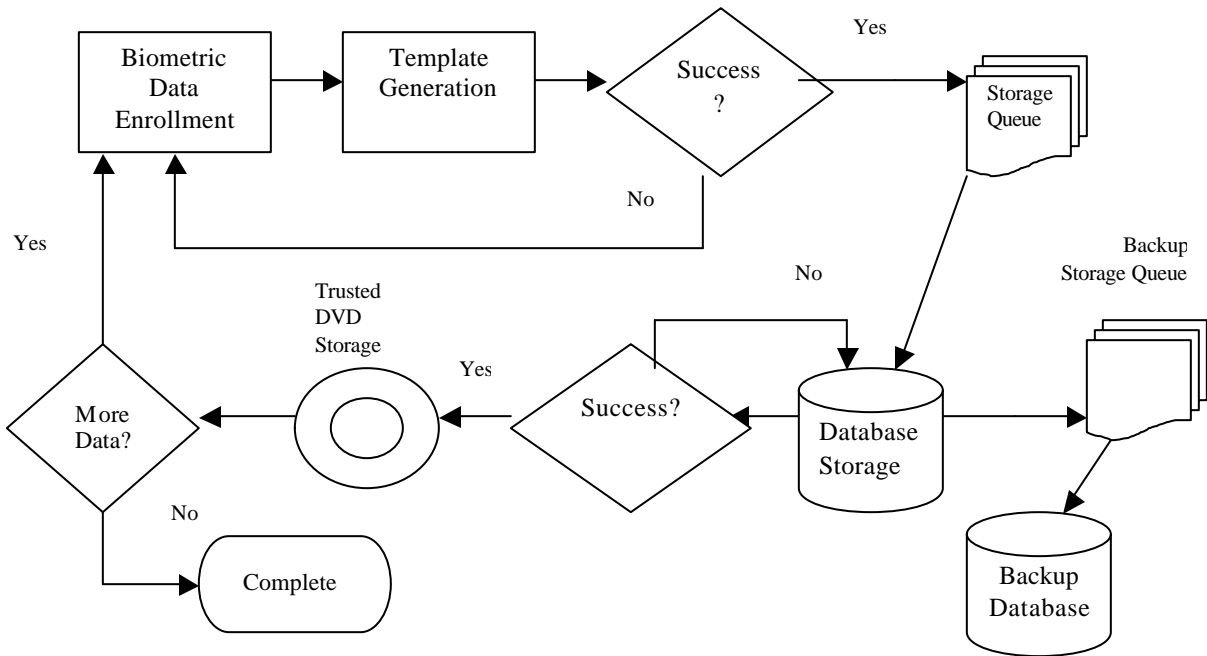 Biometric
Data
Enrollment
Template
Generation
Success
?
Yes
Storage
Queue
No
Yes
Backup
Storage Queue
No
Trusted
DVD
Storage
Yes
More
Data?
Success?
Database
Storage
No
Complete
Backup
Database